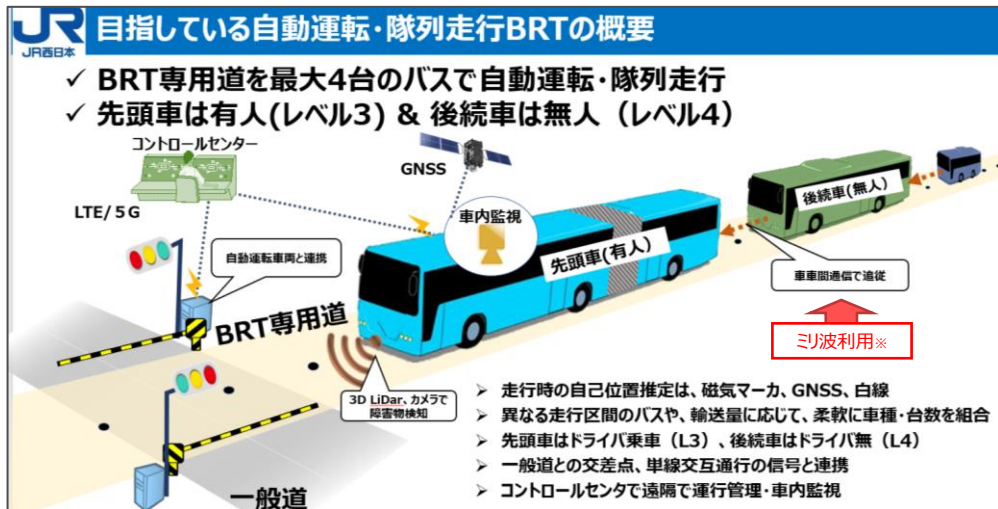 JR
JR西日本
目指している自動運転・隊列走行BRTの概要
✓ BRT専用道を最大4台のバスで自動運転・隊列走行
✓ 先頭車は有人(レベル3) & 後続車は無人（レベル4）
コントロールセンター
GNSS
LTE/5G
車内監視
後続車(無人)
自動運転車両と連携
先頭車(有人)
車車間通信で追従
BRT専用道
ミリ波利用※
3D LiDar、カメラで
障害物検知
一般道
➢ 走行時の自己位置推定は、磁気マーカ、GNSS、白線
➢ 異なる走行区間のバスや、輸送量に応じて、柔軟に車種・台数を組合
➢ 先頭車はドライバ乗車（L3）、後続車はドライバ無（L4）
➢ 一般道との交差点、単線交互通行の信号と連携
➢ コントロールセンタで遠隔で運行管理・車内監視